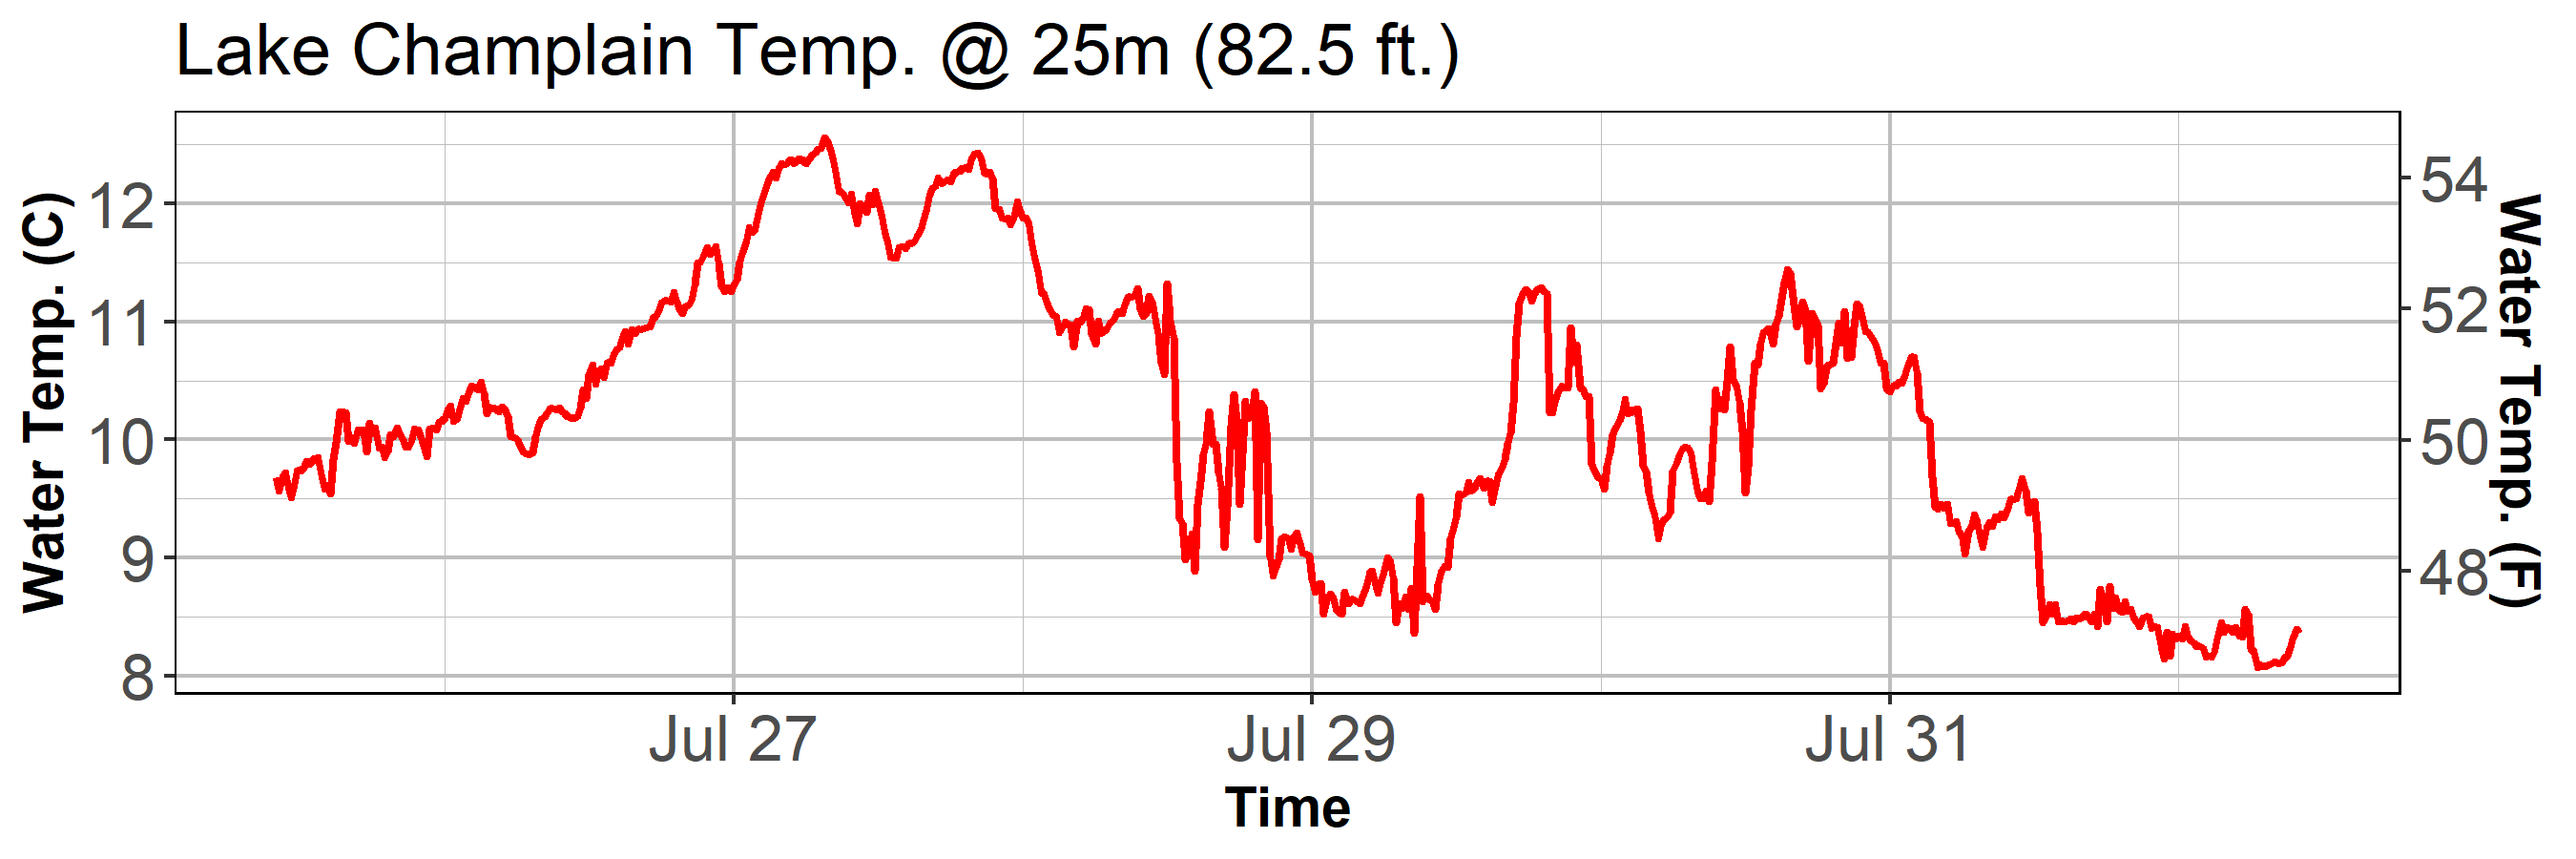 Lake Champlain Temp. @ 25m (82.5 ft.)
Water Temp. (C)
12
11
10
9
8
54
52
50
48
Water Temp. (F)
Jul 27
Jul 29
Jul 31
Time